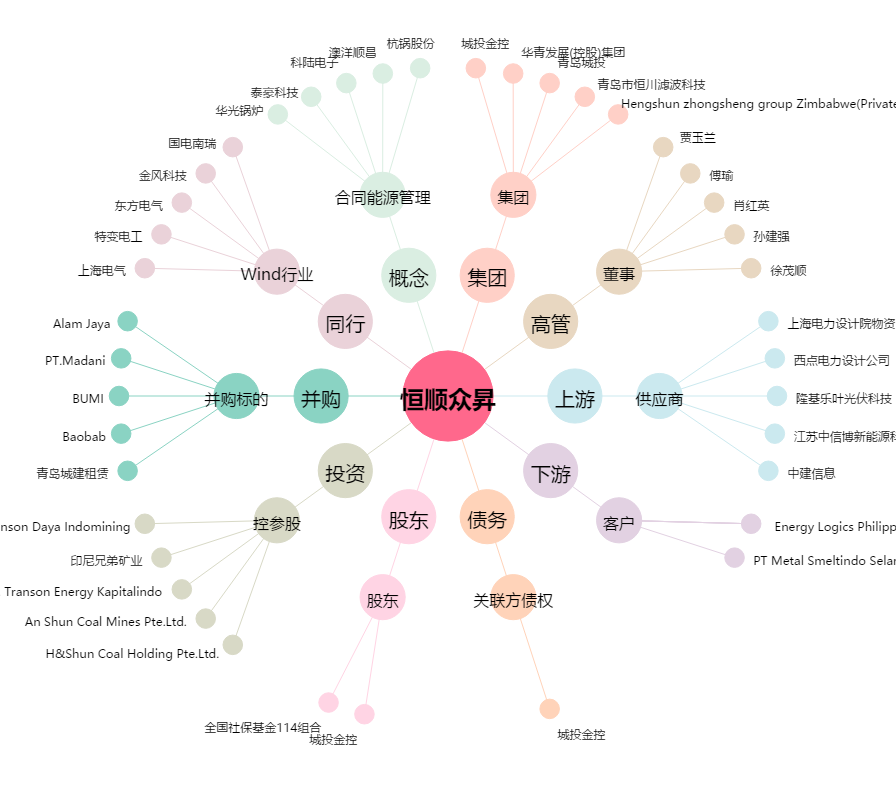 杭锅股份
城投金控
澳洋顺昌
华青发展(控股)集团
科陆电子
青岛城投
泰豪科技
青岛市恒川滤波科技
华光锅炉
Hengshun zhongsheng group Zimbabwe(Private
国电南瑞
贾玉兰
金风科技
傅瑜
合同能源管理
集团
东方电气
肖红英
特变电工
孙建强
上海电气
Wind行业
概念
集团
董事
徐茂顺
Alam Jaya
同行
高管
上海电力设计院物资
PT.Madani
西点电力设计公司
BUMI
并购标的
并购
恒顺众昇
上游
供应商
隆基乐叶光伏科技
Baobab
江苏中信博新能源科
青岛城建租赁
投资
下游
中建信息
nson Daya Indomining
控参股
股东
债务
客户
Energy Logics Philipp
印尼兄弟矿业
PT Metal Smeltindo Selar
Transon Energy Kapitalindo
股东
关联方债权
An Shun Coal Mines Pte.Ltd.
H&Shun Coal Holding Pte.Ltd.
全国社保基金114组合
城投金控
城投金控